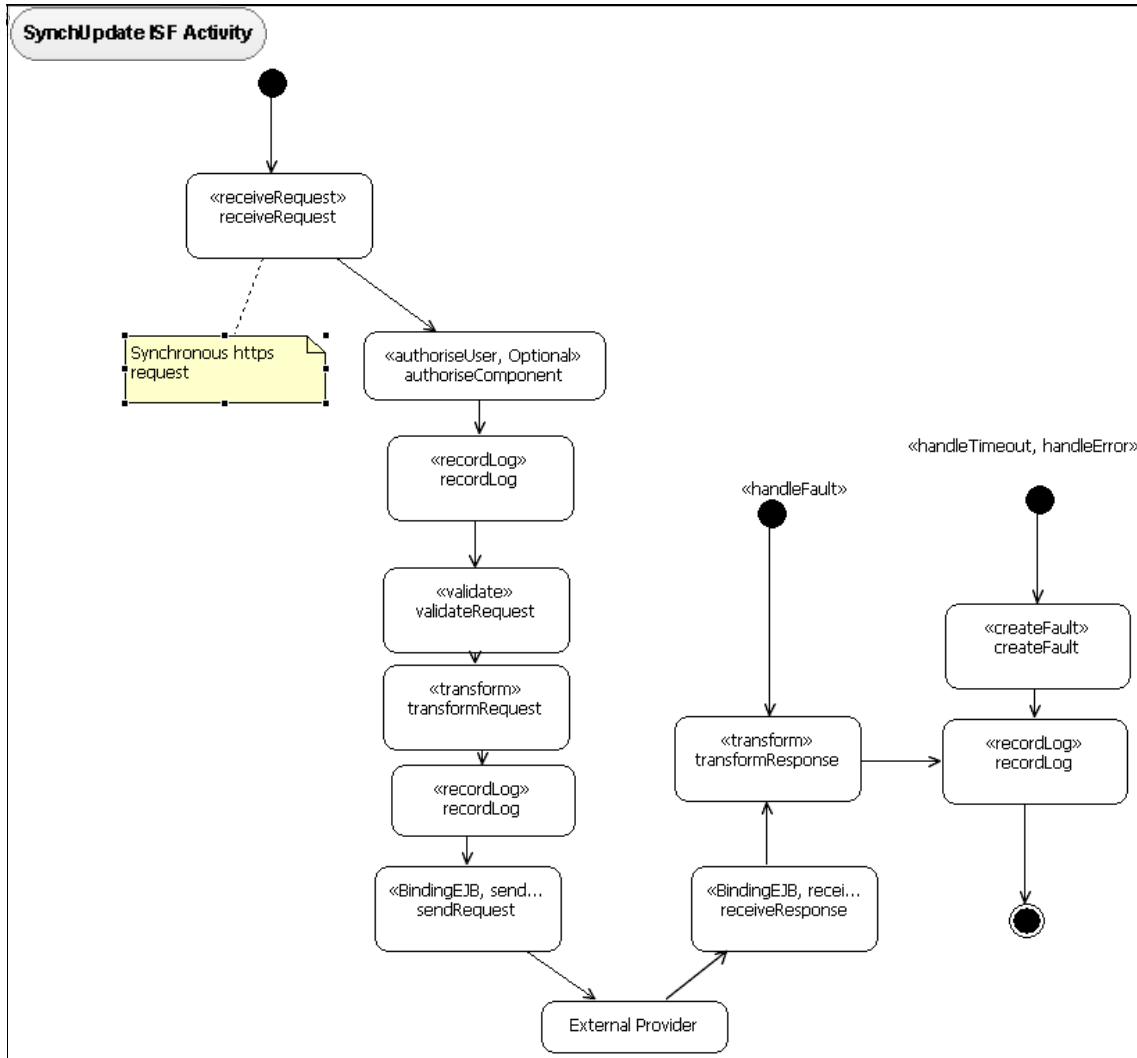 SynchUpdate ISF Activity
«receiveRequest»
receiveRequest
Synchronous https
request
«authoriseUser, Optional»
authoriseComponent
«recordLog»
recordLog
«validate»
validateRequest
«transform»
transformRequest
«recordLog»
recordLog
«BindingEJB, send...
sendRequest
External Provider
«BindingEJB, recei...
receiveResponse
«handleFault»
«transform»
transformResponse
«handleTimeout, handleError»
«createFault»
createFault
«recordLog»
recordLog